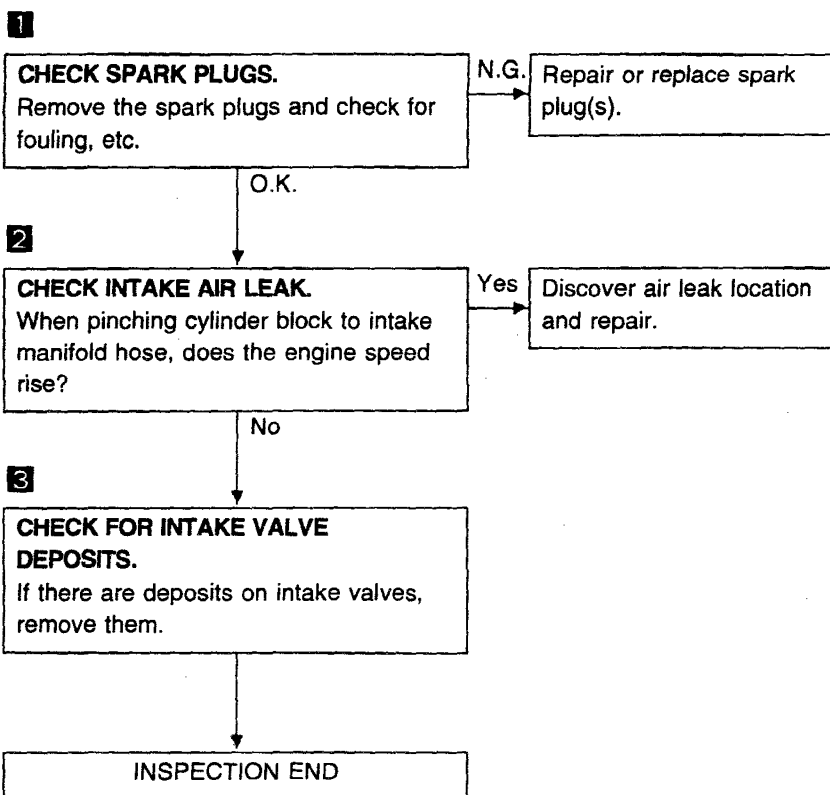 1
CHECK SPARK PLUGS.
Remove the spark plugs and check for
fouling, etc.
N.G.
Repair or replace spark
plug(s).
O.K.
2
CHECK INTAKE AIR LEAK.
When pinching cylinder block to intake
manifold hose, does the engine speed
rise?
Yes
Discover air leak location
and repair.
No
3
CHECK FOR INTAKE VALVE
DEPOSITS.
If there are deposits on intake valves,
remove them.
INSPECTION END